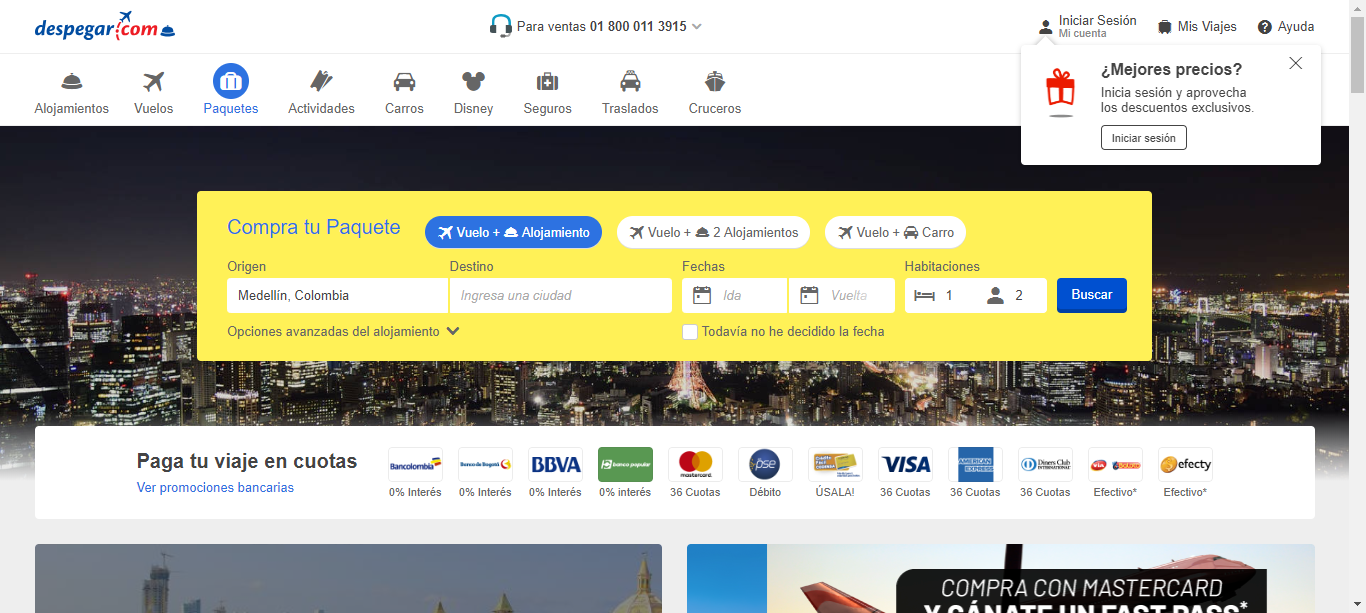 despegar.com
Para ventas 01 800 011 3915
Iniciar Sesión
Mi cuenta
Mis Viajes
Ayuda
¿Mejores precios?
Inicia sesión y aprovecha
los descuentos exclusivos.
Iniciar sesión
Alojamientos
Vuelos
Paquetes
Actividades
Carros
Disney
Seguros
Traslados
Cruceros
Compra tu Paquete
Vuelo + Alojamiento
Vuelo + 2 Alojamientos
Vuelo + Carro
Origen
Destino
Fechas
Habitaciones
Medellín, Colombia
Ingresa una ciudad
Ida
Vuelta
1
2
Buscar
Opciones avanzadas del alojamiento
Todavía no he decidido la fecha
Paga tu viaje en cuotas
Ver promociones bancarias
Bancolombia
0% Interés
Banco de Bogotá
0% Interés
BBVA
0% Interés
banco popular
0% interés
mastercard
36 Cuotas
pse
Débito
ÚSALA!
VISA
36 Cuotas
AMERICAN EXPRESS
36 Cuotas
Diners Club
INTERNATIONAL
36 Cuotas
via
Efectivo*
efecty
Efectivo*
COMPRA CON MASTERCARD
Y GÁNATE UN FAST PASS*